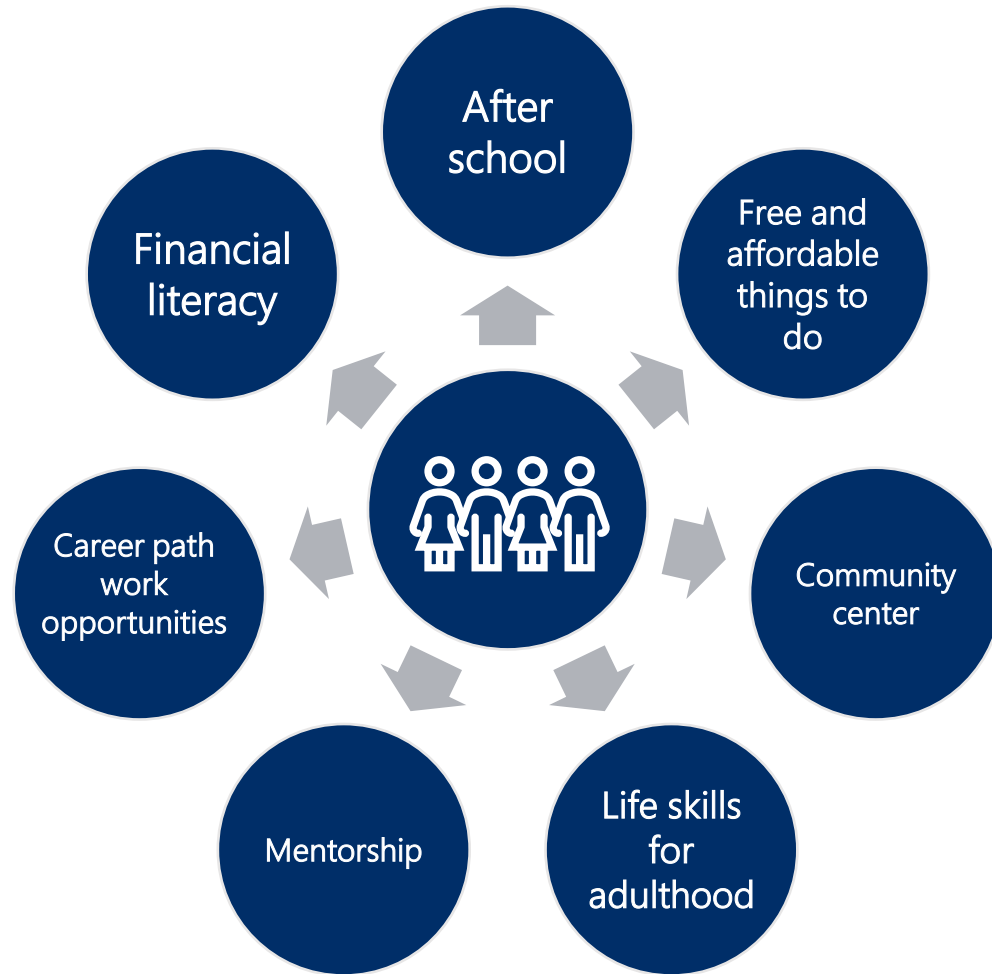 After
school
Free and
affordable
things to
do
Community
center
Life skills
for
adulthood
Mentorship
Career path
work
opportunities
Financial
literacy